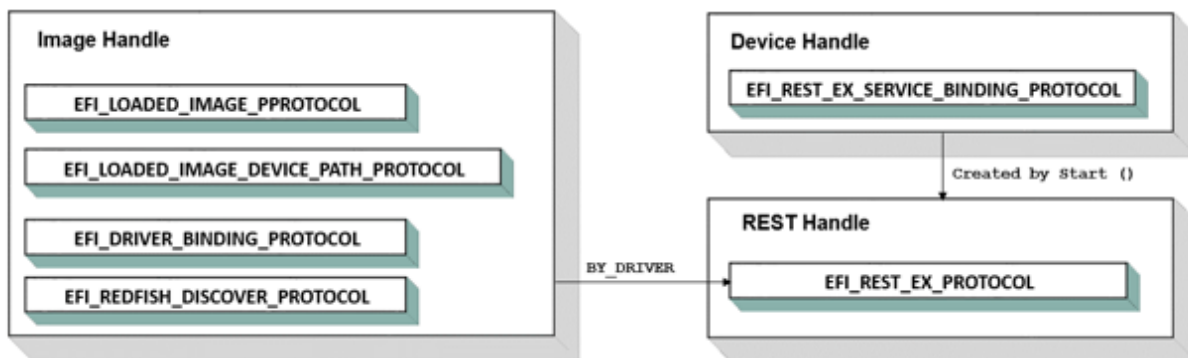 Image Handle
EFI_LOADED_IMAGE_PPROTOCOL
EFI_LOADED_IMAGE_DEVICE_PATH_PROTOCOL
EFI_DRIVER_BINDING_PROTOCOL
EFI_REDFISH_DISCOVER_PROTOCOL
BY_DRIVER
Device Handle
EFI_REST_EX_SERVICE_BINDING_PROTOCOL
Created by Start ()
REST Handle
EFI_REST_EX_PROTOCOL